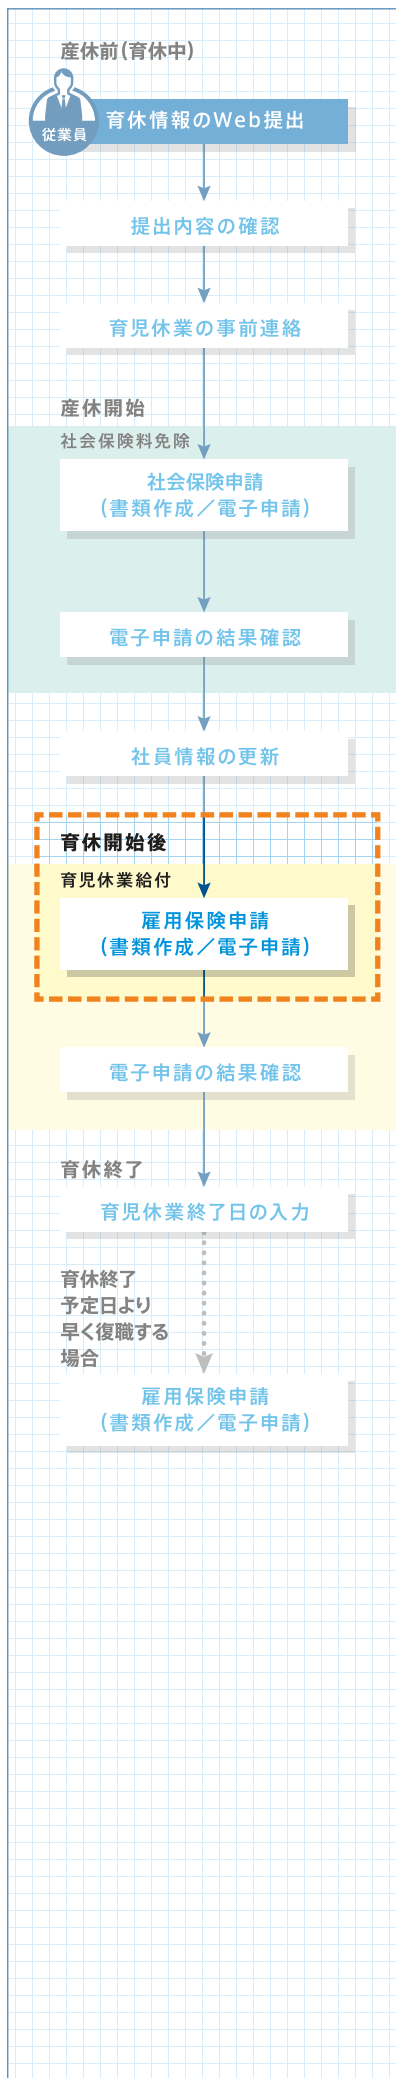 産休前(育休中)
従業員
育休情報のWeb提出
提出内容の確認
育児休業の事前連絡
産休開始
社会保険料免除
社会保険申請
(書類作成／電子申請)
電子申請の結果確認
社員情報の更新
育休開始後
育児休業給付
雇用保険申請
(書類作成／電子申請)
電子申請の結果確認
育休終了
育児休業終了日の入力
育休終了
予定日より
早く復職する
場合
雇用保険申請
(書類作成／電子申請)